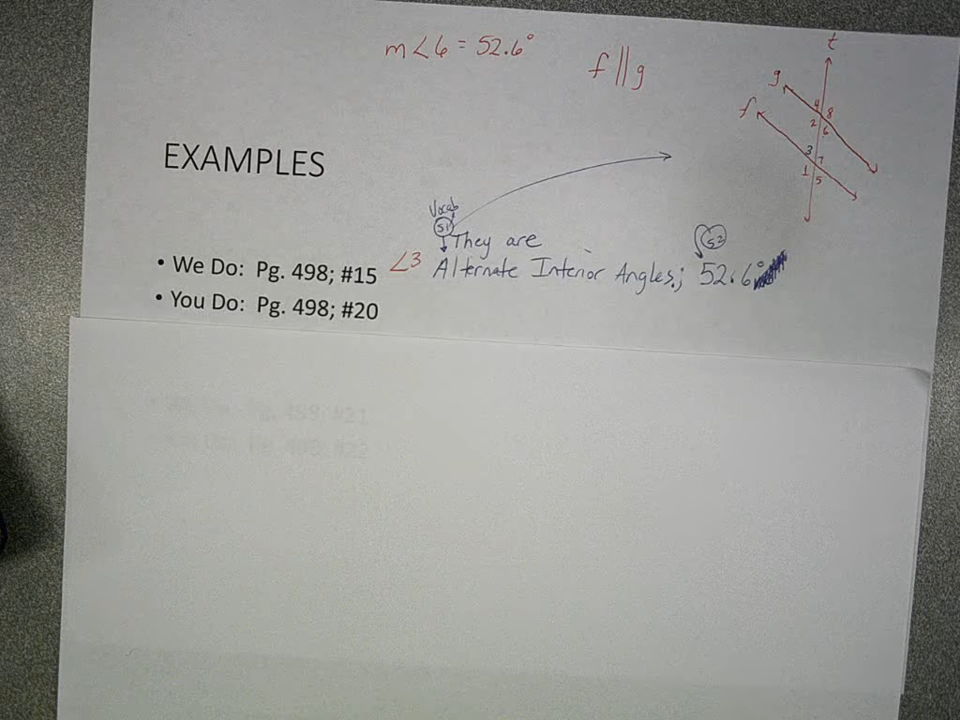 m∠6 = 52.6°
f || g
t
g
f
4 8
2 6
3 7
1 5
EXAMPLES
Vocab
S1
They are
S2
∠3 Alternate Interior Angles.; 52.6°
• We Do: Pg. 498; #15
• You Do: Pg. 498; #20